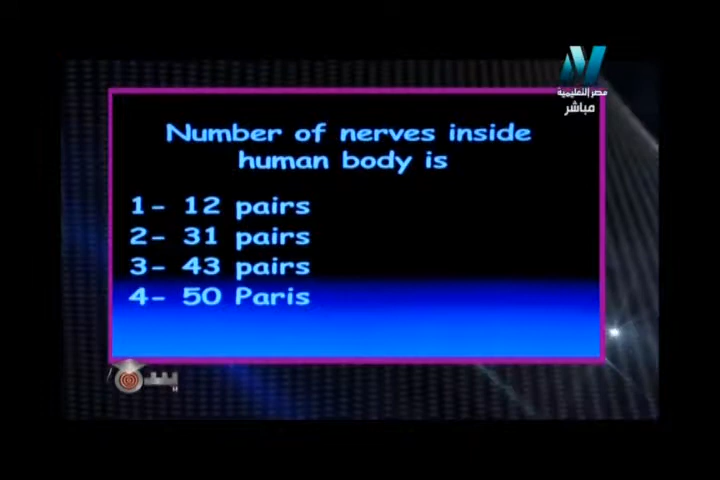 مصر التعليمية
مباشر
Number of nerves inside
human body is
1- 12 pairs
2- 31 pairs
3- 43 pairs
4- 50 Paris